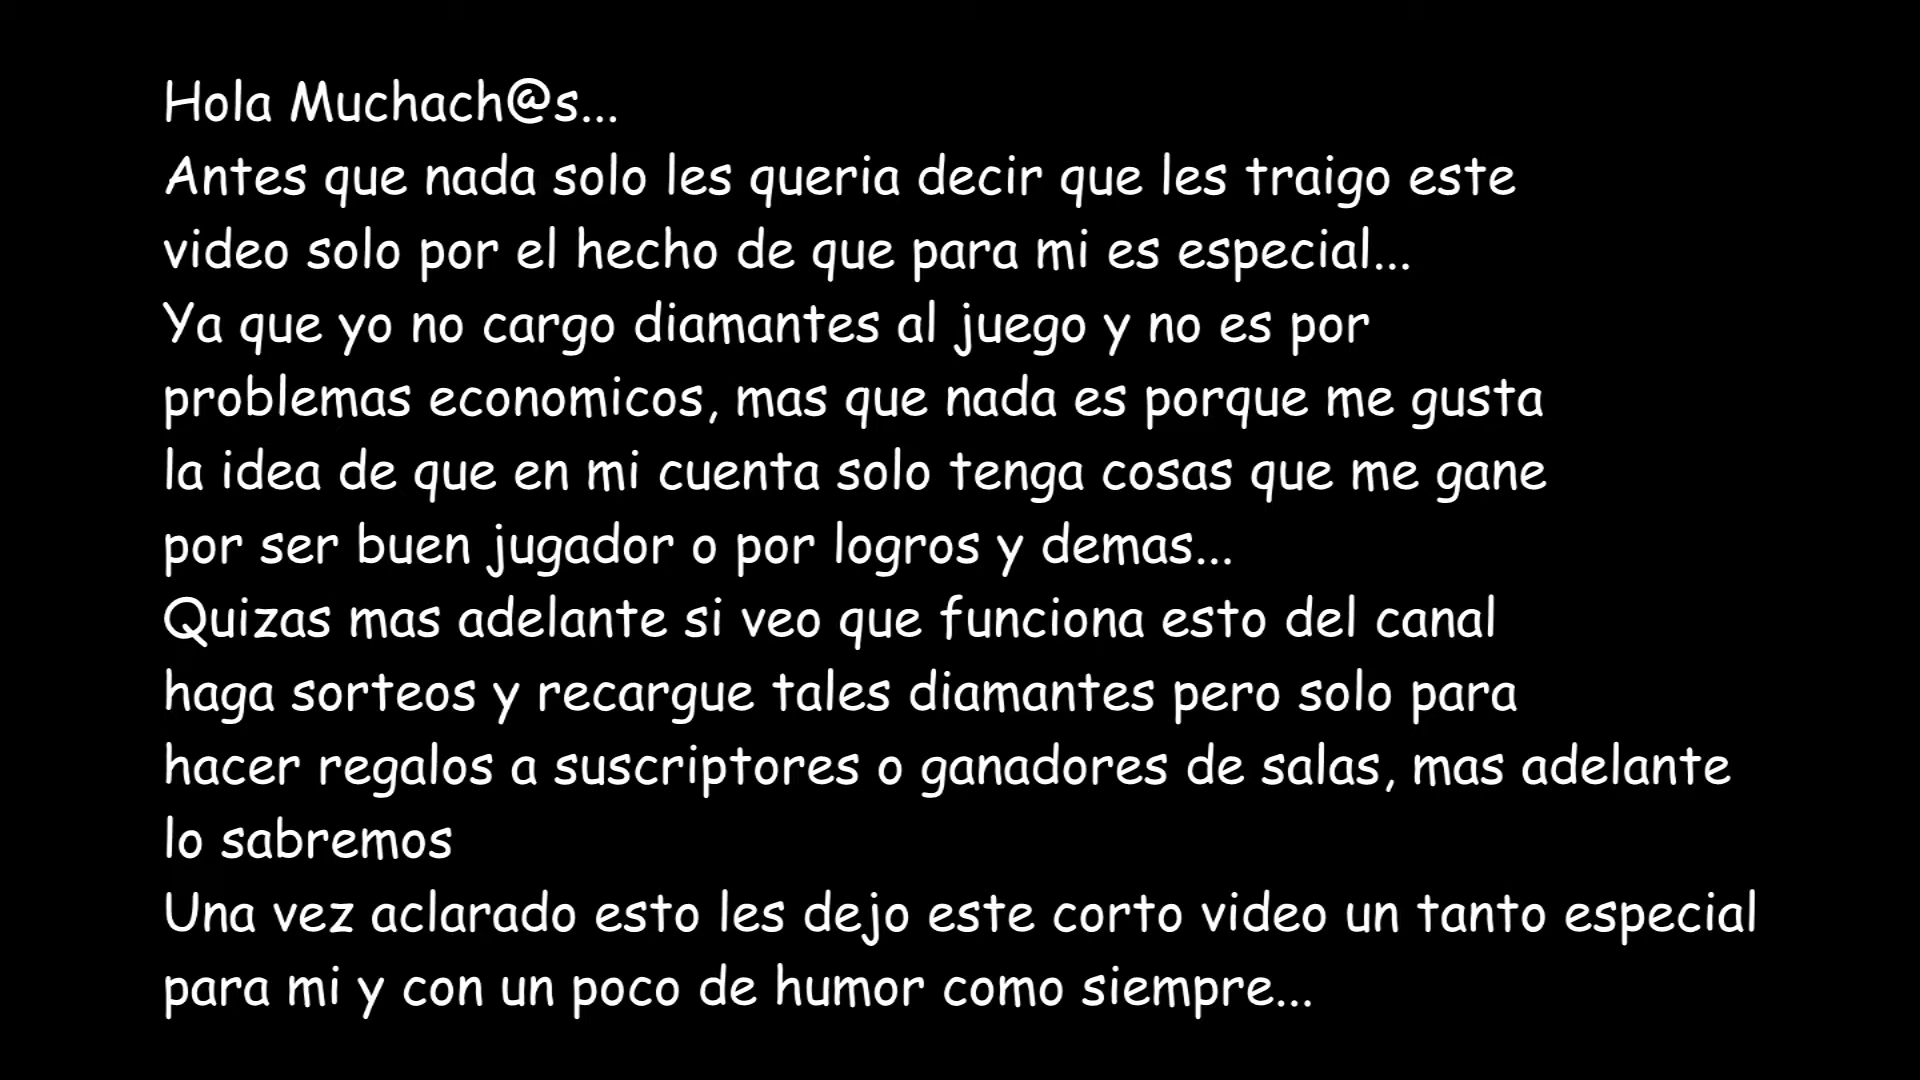 Hola Muchach@s...
Antes que nada solo les queria decir que les traigo este
video solo por el hecho de que para mi es especial...
Ya que yo no cargo diamantes al juego y no es por
problemas economicos, mas que nada es porque me gusta
la idea de que en mi cuenta solo tenga cosas que me gane
por ser buen jugador o por logros y demas...
Quizas mas adelante si veo que funciona esto del canal
haga sorteos y recargue tales diamantes pero solo para
hacer regalos a suscriptores o ganadores de salas, mas adelante
lo sabremos
Una vez aclarado esto les dejo este corto video un tanto especial
para mi y con un poco de humor como siempre...